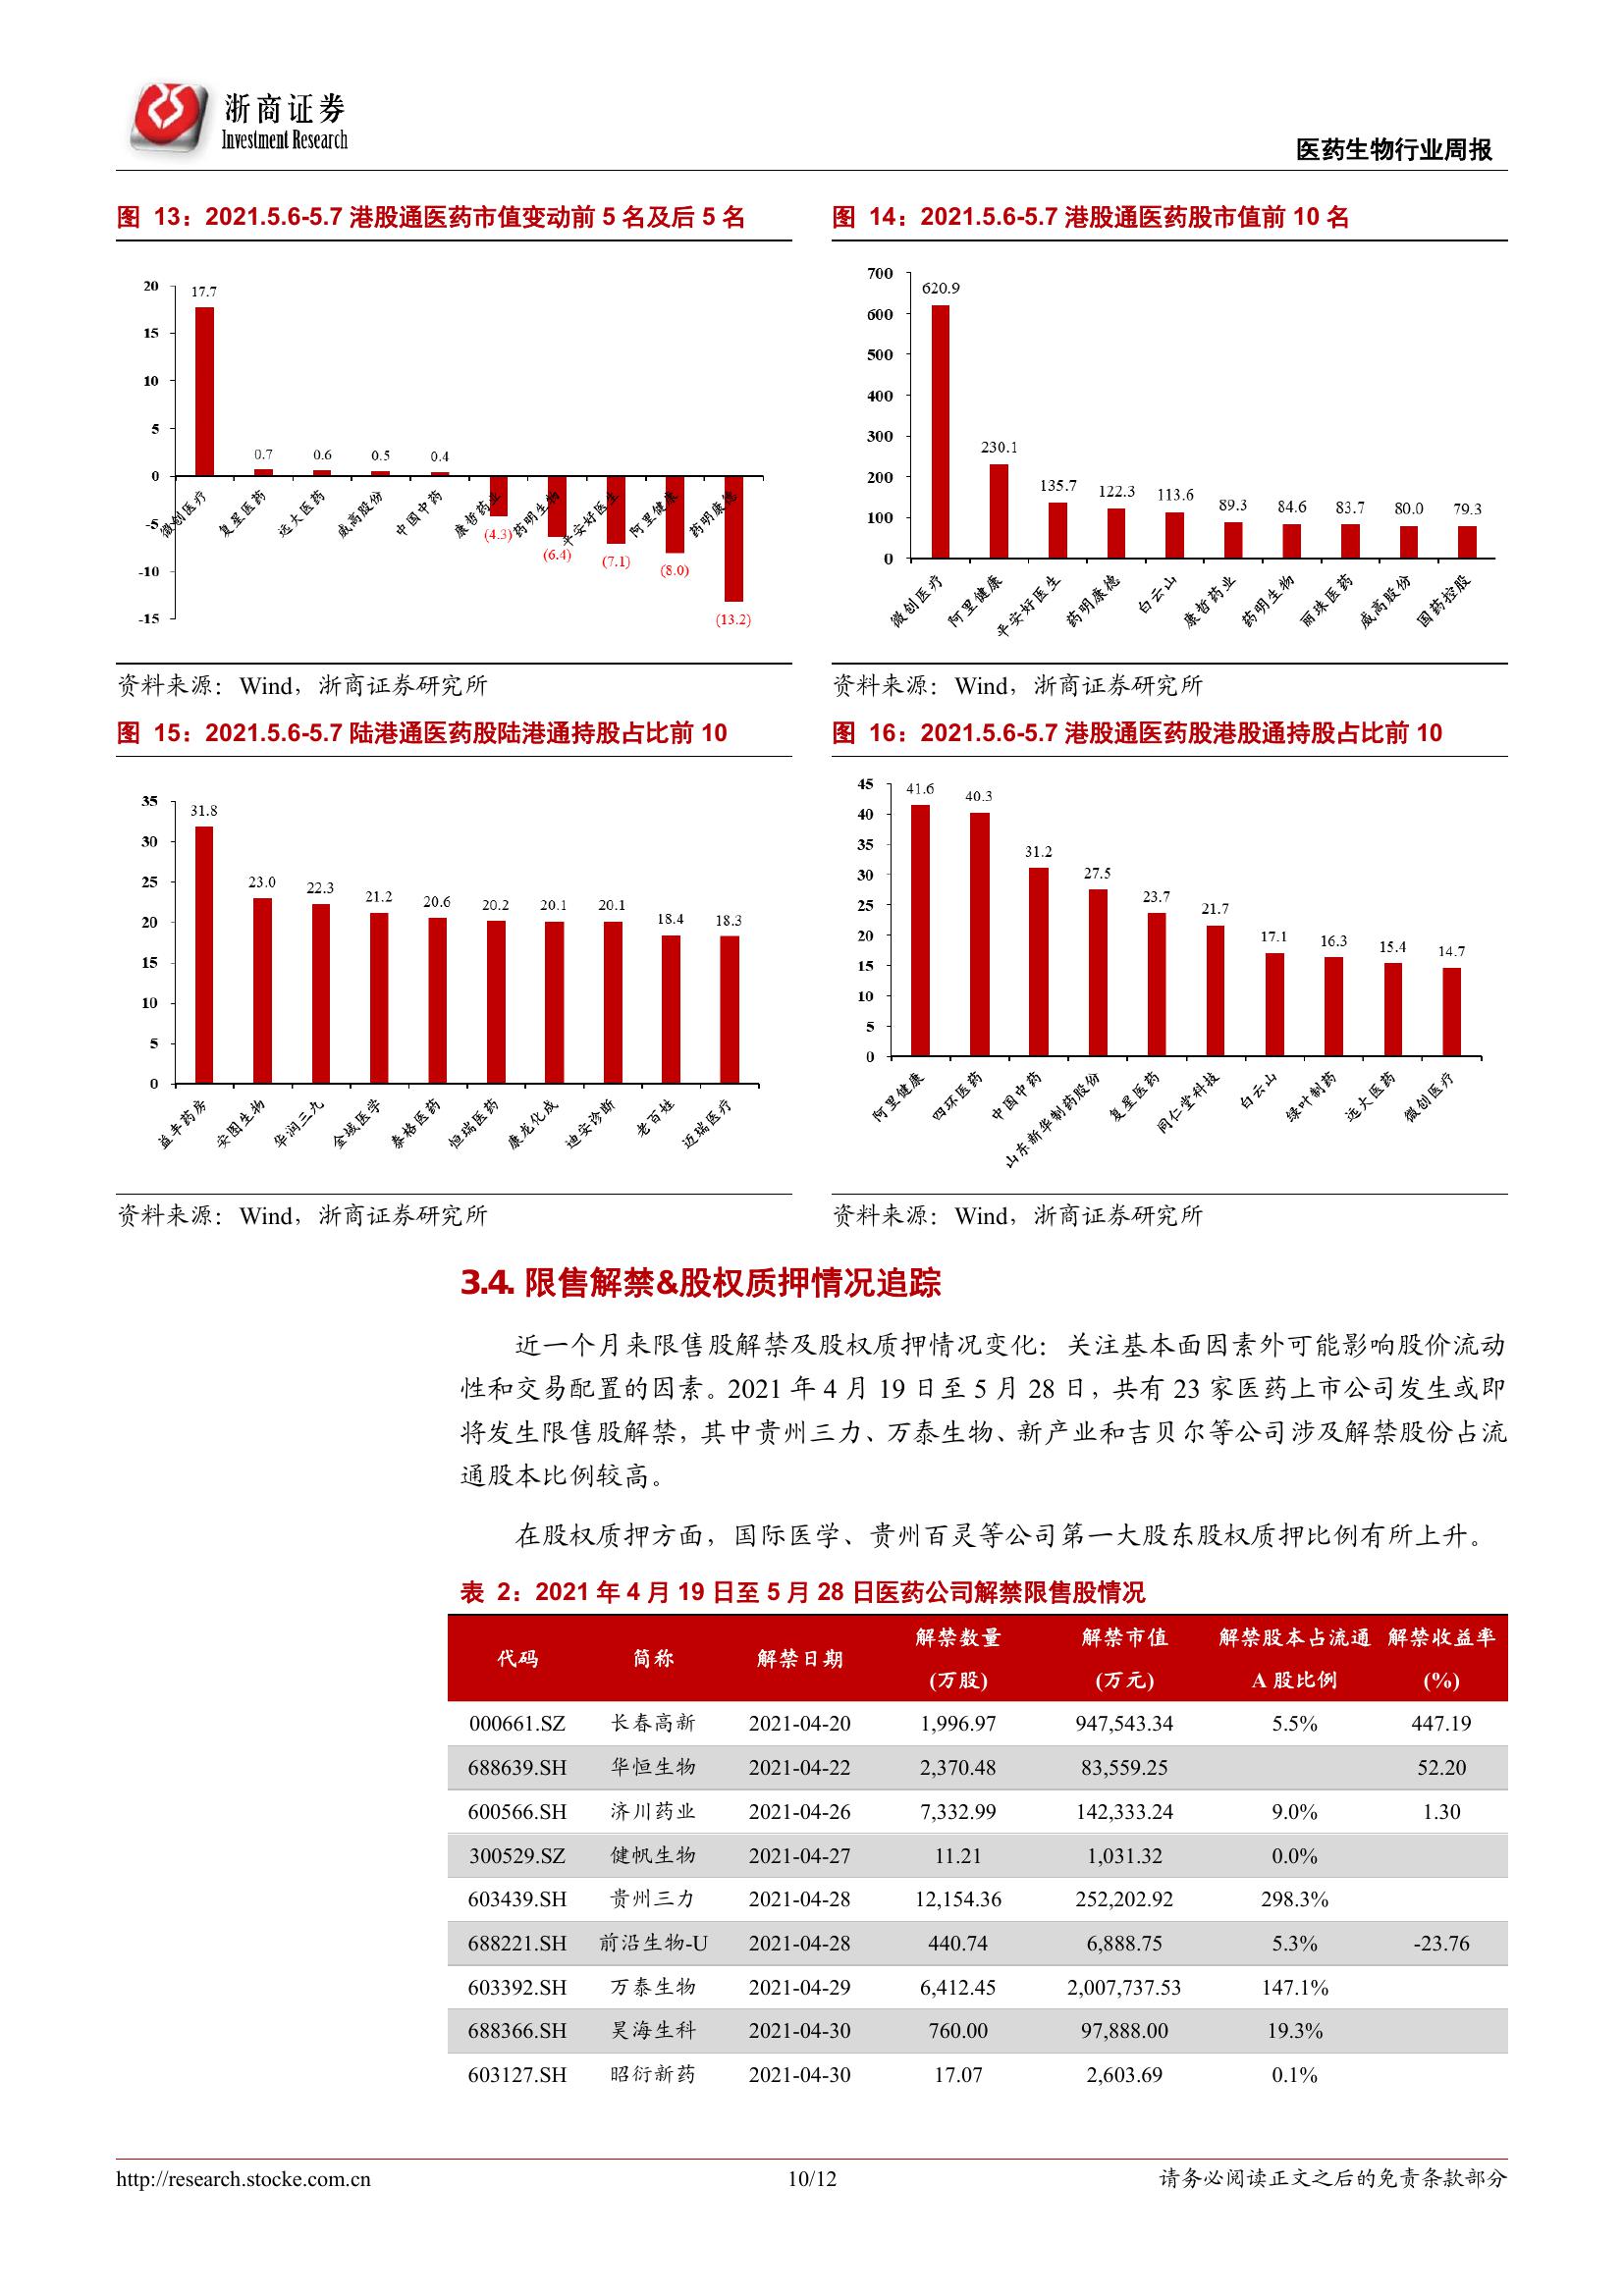 浙商证券
Investment Research
医药生物行业周报
图 13：2021.5.6-5.7 港股通医药市值变动前 5 名及后 5 名
20
15
10
5
0
-5
-10
-15
17.7
0.7
0.6
0.5
0.4
(4.3)
(6.4)
(7.1)
(8.0)
(13.2)
微创医疗
复星医药
远大医药
威高股份
中国中药
康哲药业
药明生物
平安好医生
阿里健康
药明康德
资料来源：Wind，浙商证券研究所
图 14：2021.5.6-5.7 港股通医药股市值前 10 名
700
600
500
400
300
200
100
0
620.9
230.1
135.7
122.3
113.6
89.3
84.6
83.7
80.0
79.3
微创医疗
阿里健康
平安好医生
药明康德
白云山
康哲药业
药明生物
丽珠医药
威高股份
国药控股
资料来源：Wind，浙商证券研究所
图 15：2021.5.6-5.7 陆港通医药股陆港通持股占比前 10
35
30
25
20
15
10
5
0
31.8
23.0
22.3
21.2
20.6
20.2
20.1
20.1
18.4
18.3
益丰药房
安图生物
华润三九
金域医学
泰格医药
恒瑞医药
康龙化成
迪安诊断
老百姓
迈瑞医疗
资料来源：Wind，浙商证券研究所
图 16：2021.5.6-5.7 港股通医药股港股通持股占比前 10
45
40
35
30
25
20
15
10
5
0
41.6
40.3
31.2
27.5
23.7
21.7
17.1
16.3
15.4
14.7
阿里健康
四环医药
中国中药
山东新华制药股份
复星医药
同仁堂科技
白云山
绿叶制药
远大医药
微创医疗
资料来源：Wind，浙商证券研究所
3.4. 限售解禁&股权质押情况追踪
近一个月来限售股解禁及股权质押情况变化：关注基本面因素外可能影响股价流动
性和交易配置的因素。2021 年 4 月 19 日至 5 月 28 日，共有 23 家医药上市公司发生或即
将发生限售股解禁，其中贵州三力、万泰生物、新产业和吉贝尔等公司涉及解禁股份占流
通股本比例较高。
在股权质押方面，国际医学、贵州百灵等公司第一大股东股权质押比例有所上升。
表 2：2021 年 4 月 19 日至 5 月 28 日医药公司解禁限售股情况
代码 简称 解禁日期 解禁数量 (万股) 解禁市值 (万元) 解禁股本占流通 A 股比例 解禁收益率 (%)
000661.SZ 长春高新 2021-04-20 1,996.97 947,543.34 5.5% 447.19
688639.SH 华恒生物 2021-04-22 2,370.48 83,559.25 52.20
600566.SH 济川药业 2021-04-26 7,332.99 142,333.24 9.0% 1.30
300529.SZ 健帆生物 2021-04-27 11.21 1,031.32 0.0%
603439.SH 贵州三力 2021-04-28 12,154.36 252,202.92 298.3%
688221.SH 前沿生物-U 2021-04-28 440.74 6,888.75 5.3% -23.76
603392.SH 万泰生物 2021-04-29 6,412.45 2,007,737.53 147.1%
688366.SH 昊海生科 2021-04-30 760.00 97,888.00 19.3%
603127.SH 昭衍新药 2021-04-30 17.07 2,603.69 0.1%
http://research.stocke.com.cn
10/12
请务必阅读正文之后的免责条款部分